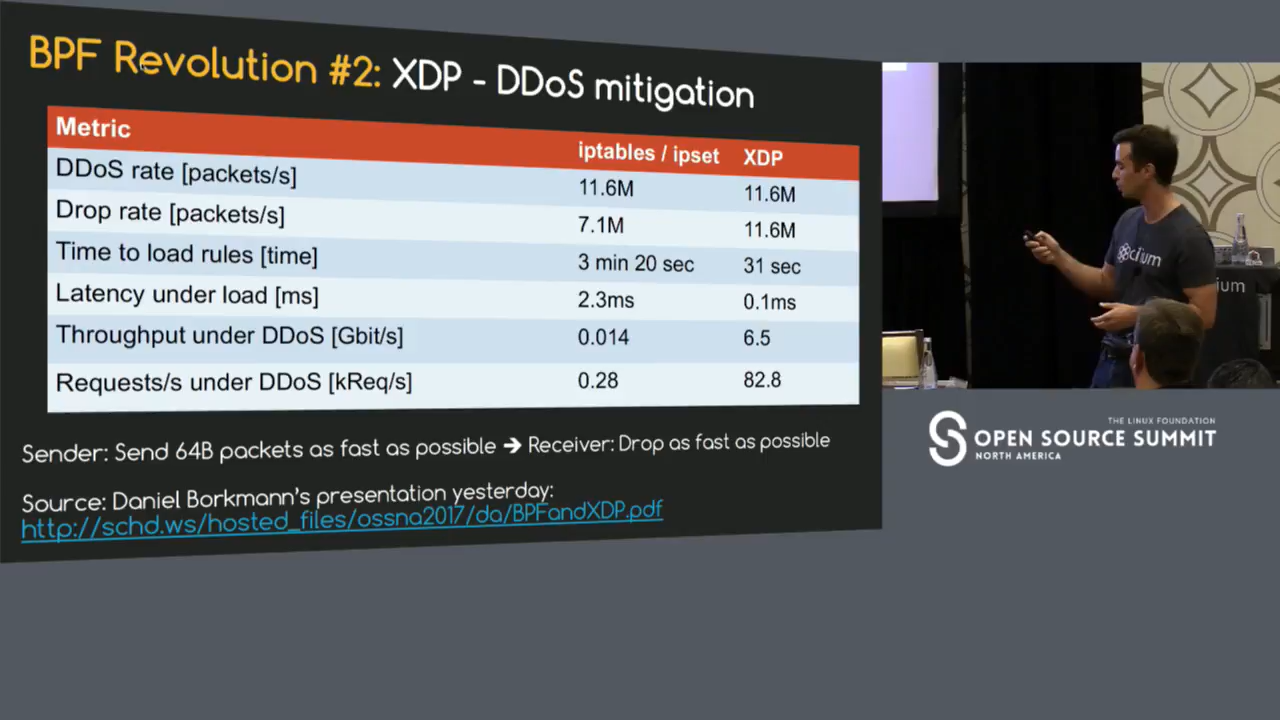 BPF Revolution #2: XDP - DDoS mitigation
Metric iptables / ipset XDP
DDoS rate [packets/s] 11.6M 11.6M
Drop rate [packets/s] 7.1M 11.6M
Time to load rules [time] 3 min 20 sec 31 sec
Latency under load [ms] 2.3ms 0.1ms
Throughput under DDoS [Gbit/s] 0.014 6.5
Requests/s under DDoS [kReq/s] 0.28 82.8
Sender: Send 64B packets as fast as possible ➔ Receiver: Drop as fast as possible
Source: Daniel Borkmann's presentation yesterday:
http://schd.ws/hosted_files/ossna2017/da/BPFandXDP.pdf
cilium
ium
THE LINUX FOUNDATION
OPEN SOURCE SUMMIT
NORTH AMERICA